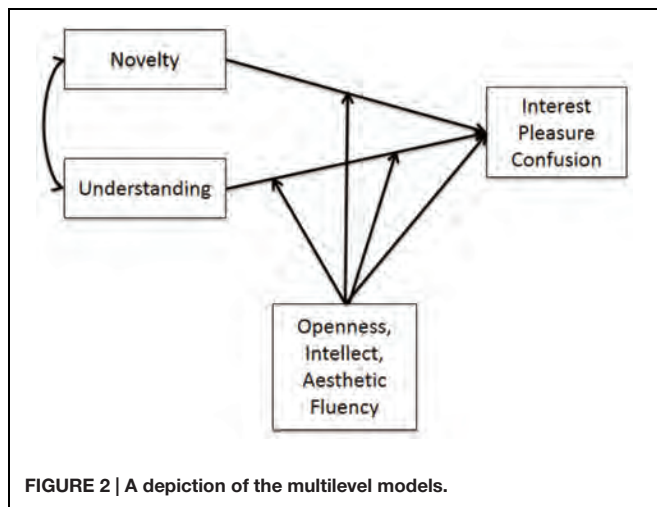 Novelty
Interest
Pleasure
Confusion
Understanding
Openness,
Intellect,
Aesthetic
Fluency
FIGURE 2 | A depiction of the multilevel models.